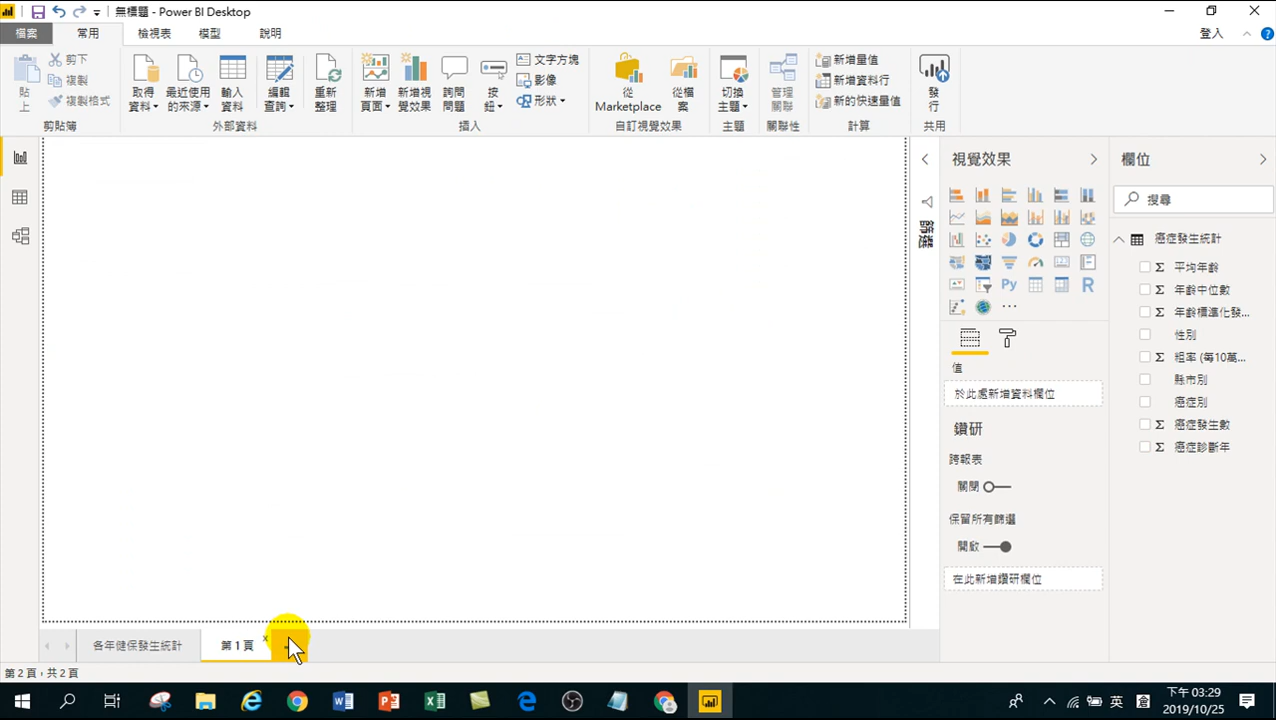 無標題 - Power BI Desktop
檔案 常用 檢視表 模型 說明 登入
貼上
剪下
複製
複製格式
剪貼簿
取得資料
最近使用的來源
輸入資料
編輯查詢
外部資料
重新整理
新增頁面
新增視覺效果
詢問問題
按鈕
文字方塊
影像
形狀
插入
從 Marketplace
從檔案
自訂視覺效果
切換主題
主題
管理關聯
關聯性
新增量值
新增資料行
新的快速量值
計算
發行
共用
篩選
視覺效果
值
於此處新增資料欄位
鑽研
跨報表
關閉
保留所有篩選
開啟
在此新增鑽研欄位
欄位
搜尋
癌症發生統計
平均年齡
年齡中位數
年齡標準化發...
性別
粗率 (每10萬...
縣市別
癌症別
癌症發生數
癌症診斷年
各年健保發生統計 第 1 頁
第 2 頁，共 2 頁
英
下午 03:29
2019/10/25